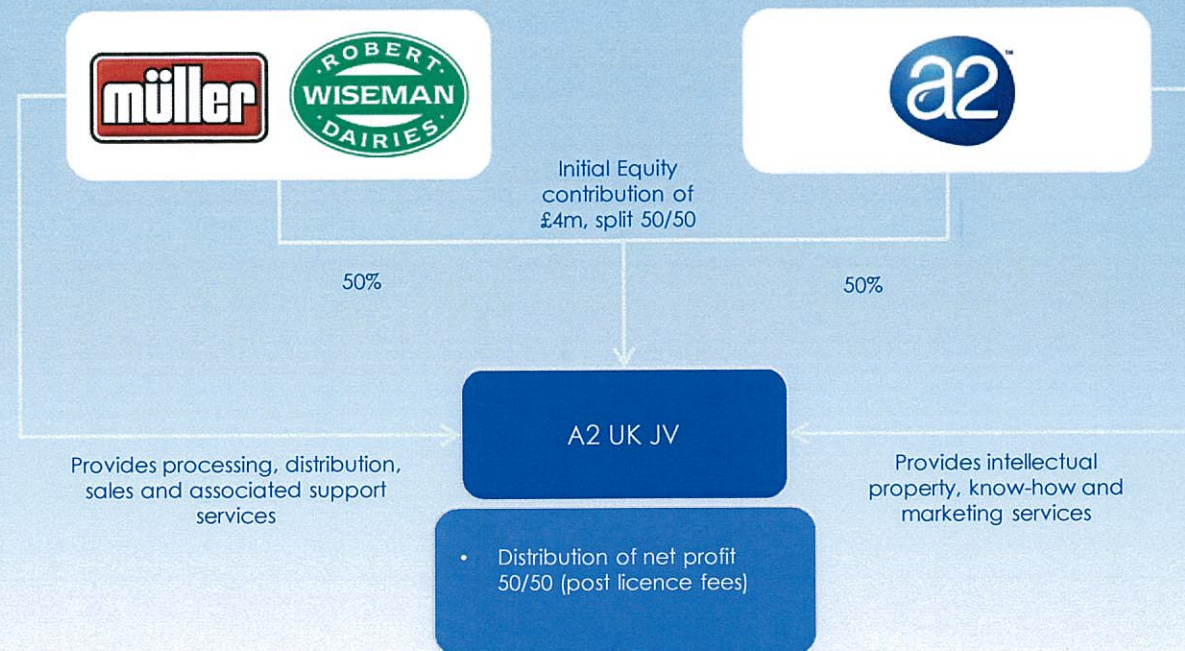 müller
ROBERT
WISEMAN
DAIRIES
a2™
Initial Equity
contribution of
£4m, split 50/50
50%
50%
A2 UK JV
Provides processing, distribution,
sales and associated support
services
Provides intellectual
property, know-how and
marketing services
• Distribution of net profit
50/50 (post licence fees)